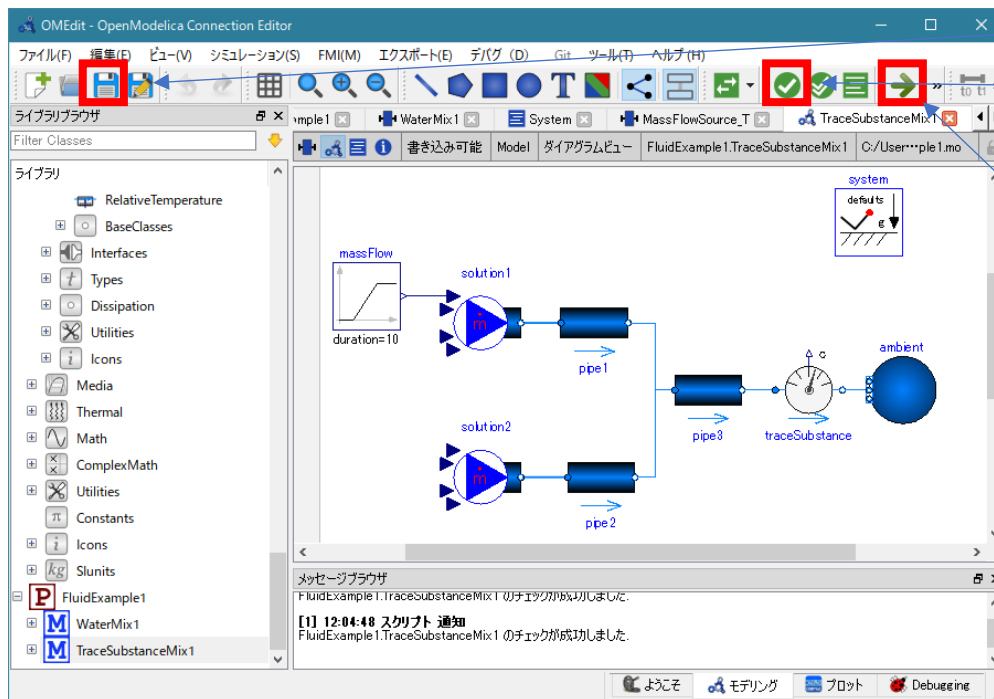 OMEdit - OpenModelica Connection Editor
ファイル(F) 編集(E) ビュー(V) シミュレーション(S) FMI(M) エクスポート(E) デバグ (D) Git ツール(T) ヘルプ(H)
T » t0 t1
ライブラリブラウザ
mple1 WaterMix1 System MassFlowSource_T TraceSubstanceMix1
Filter Classes
書き込み可能 Model ダイアグラムビュー FluidExample1.TraceSubstanceMix1 C:/User…ple1.mo
ライブラリ
RelativeTemperature
BaseClasses
Interfaces
Types
Dissipation
Utilities
Icons
Media
Thermal
Math
ComplexMath
Utilities
Constants
Icons
SIunits
P FluidExample1
M WaterMix1
M TraceSubstanceMix1
system
defaults
g
massFlow
duration=10
solution1
m
pipe1
solution2
m
pipe2
pipe3
C
traceSubstance
ambient
メッセージブラウザ
FluidExample1.TraceSubstanceMix1 のチェックが成功しました.
[1] 12:04:48 スクリプト 通知
FluidExample1.TraceSubstanceMix1 のチェックが成功しました.
ようこそ モデリング プロット Debugging